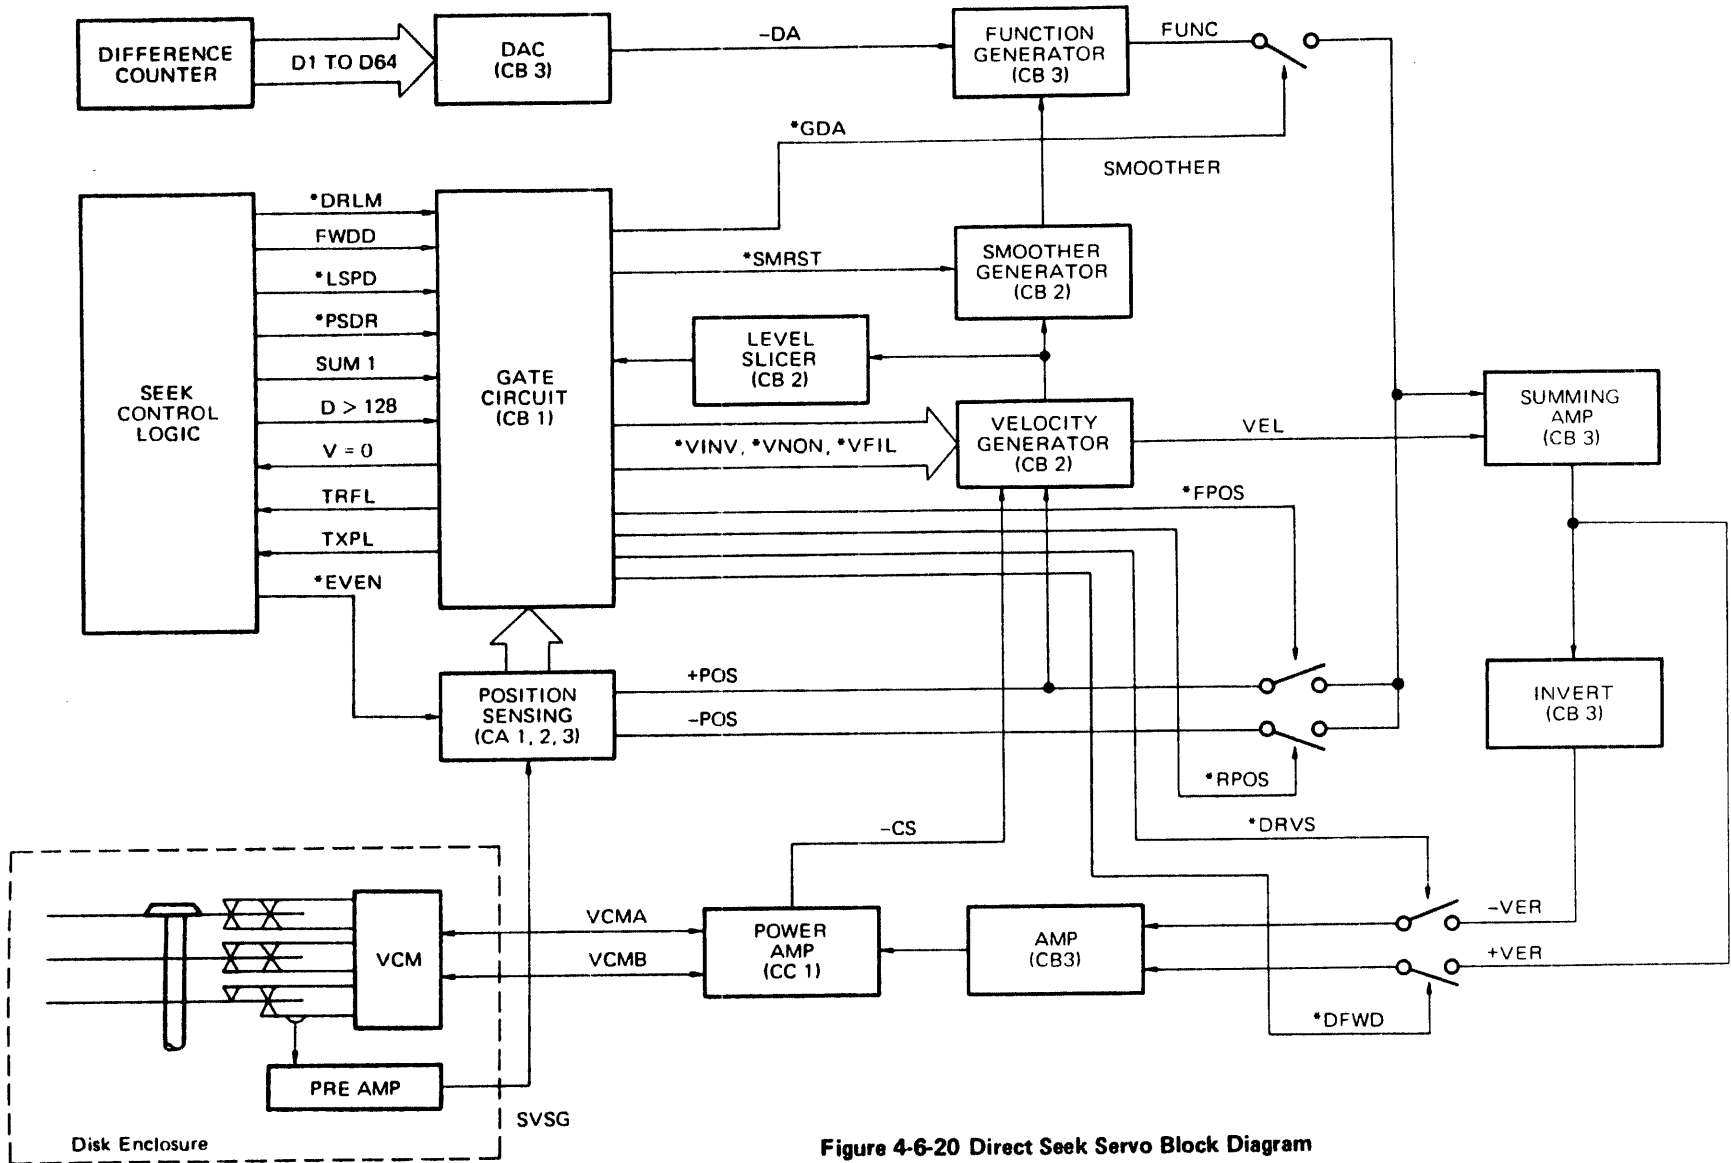 DIFFERENCE
COUNTER
D1 TO D64
DAC
(CB 3)
–DA
FUNCTION
GENERATOR
(CB 3)
FUNC
*GDA
SMOOTHER
SEEK
CONTROL
LOGIC
*DRLM
FWDD
*LSPD
*PSDR
SUM 1
D > 128
V = 0
TRFL
TXPL
*EVEN
GATE
CIRCUIT
(CB 1)
*SMRST
SMOOTHER
GENERATOR
(CB 2)
LEVEL
SLICER
(CB 2)
*VINV, *VNON, *VFIL
VELOCITY
GENERATOR
(CB 2)
VEL
SUMMING
AMP
(CB 3)
*FPOS
POSITION
SENSING
(CA 1, 2, 3)
+POS
–POS
*RPOS
INVERT
(CB 3)
–CS
*DRVS
VCM
VCMA
VCMB
POWER
AMP
(CC 1)
AMP
(CB3)
–VER
+VER
*DFWD
PRE AMP
SVSG
Disk Enclosure
Figure 4-6-20 Direct Seek Servo Block Diagram